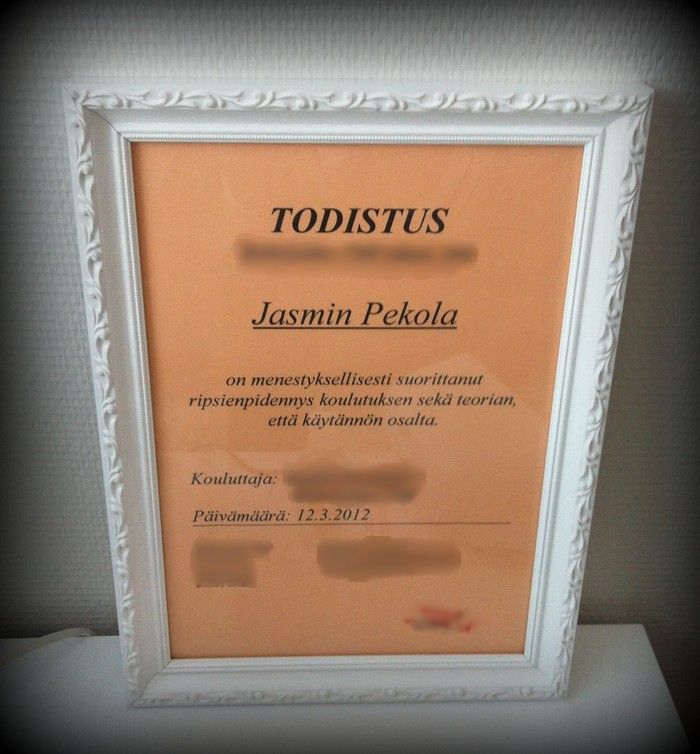 TODISTUS
Jasmin Pekola
on menestyksellisesti suorittanut
ripsienpidennys koulutuksen sekä teorian,
että käytännön osalta.
Kouluttaja:
Päivämäärä: 12.3.2012